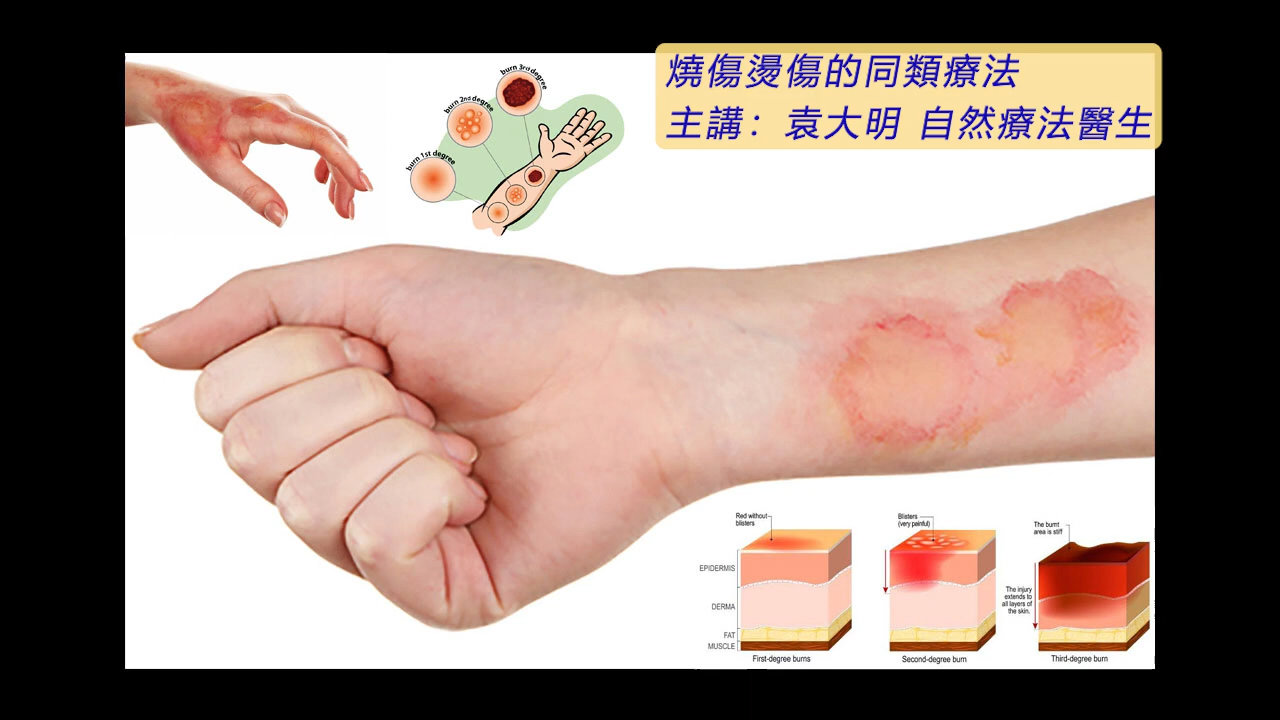 燒傷燙傷的同類療法
主講：袁大明 自然療法醫生
burn 3rd degree
burn 2nd degree
burn 1st degree
Red without
blisters
EPIDERMIS
DERMA
FAT
MUSCLE
First-degree burns
Blisters
(very painful)
Second-degree burn
The burnt
area is stiff
The injury
extends to
all layers of
the skin.
Third-degree burn